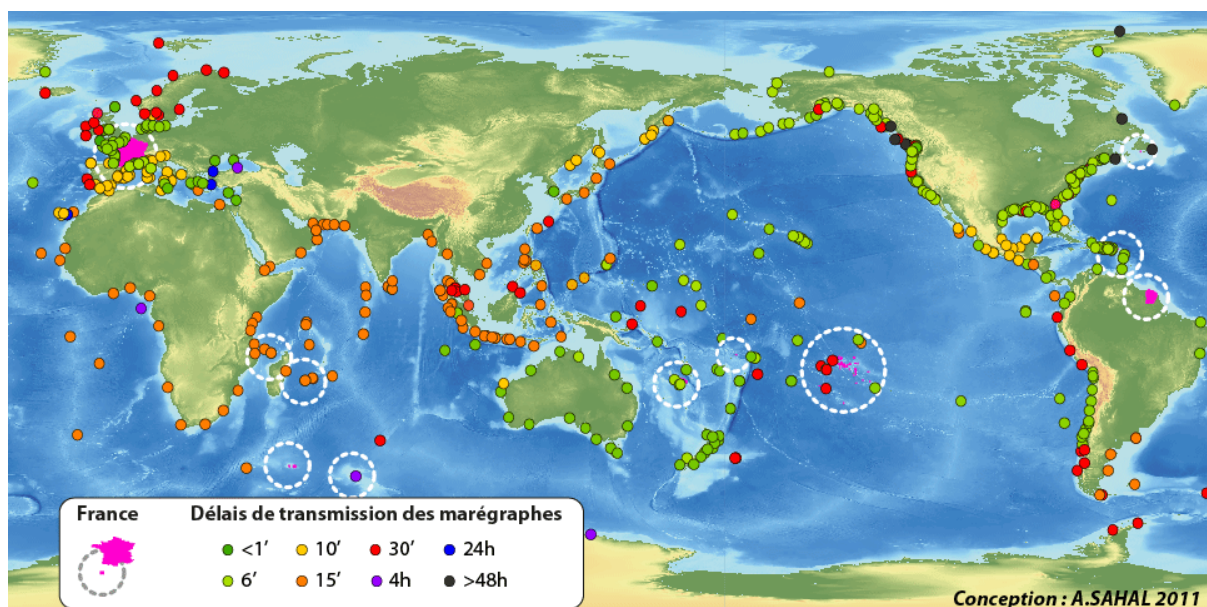 France
Délais de transmission des marégraphes
<1' 10' 30' 24h
6' 15' 4h >48h
Conception : A.SAHAL 2011